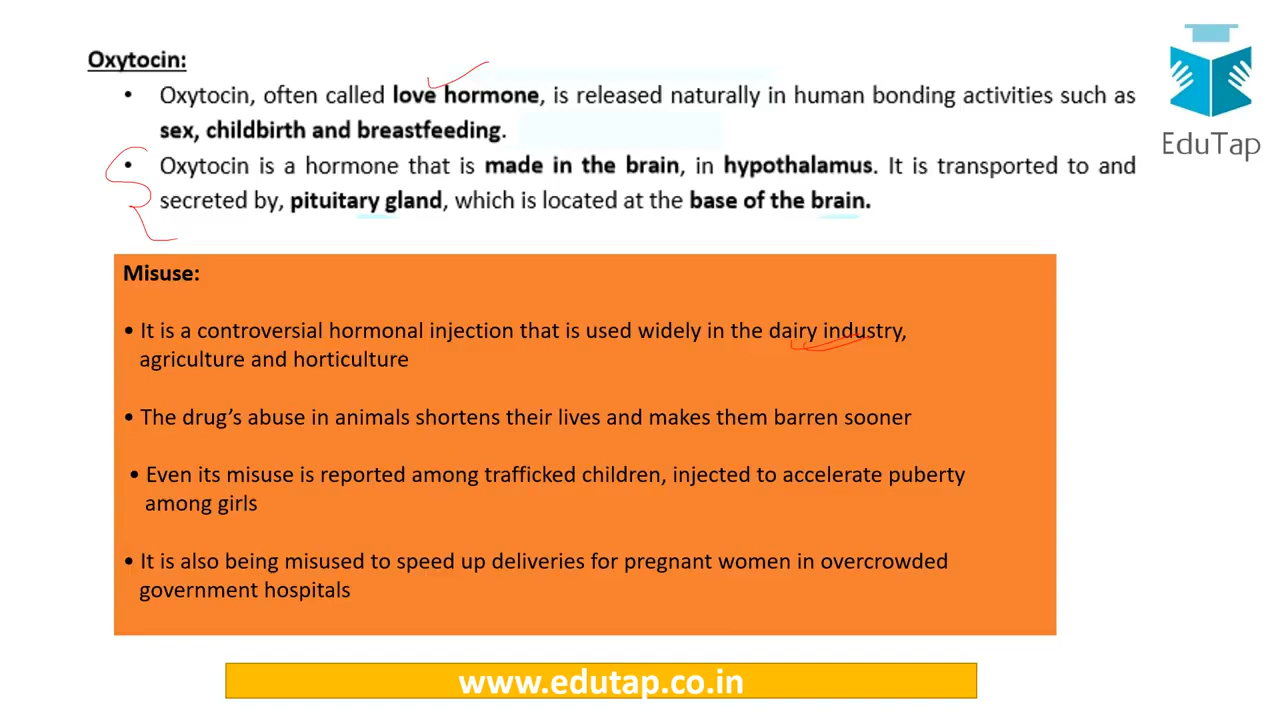 Oxytocin:
• Oxytocin, often called love hormone, is released naturally in human bonding activities such as
sex, childbirth and breastfeeding.
• Oxytocin is a hormone that is made in the brain, in hypothalamus. It is transported to and
secreted by, pituitary gland, which is located at the base of the brain.
EduTap
Misuse:
• It is a controversial hormonal injection that is used widely in the dairy industry,
agriculture and horticulture
• The drug’s abuse in animals shortens their lives and makes them barren sooner
• Even its misuse is reported among trafficked children, injected to accelerate puberty
among girls
• It is also being misused to speed up deliveries for pregnant women in overcrowded
government hospitals
www.edutap.co.in